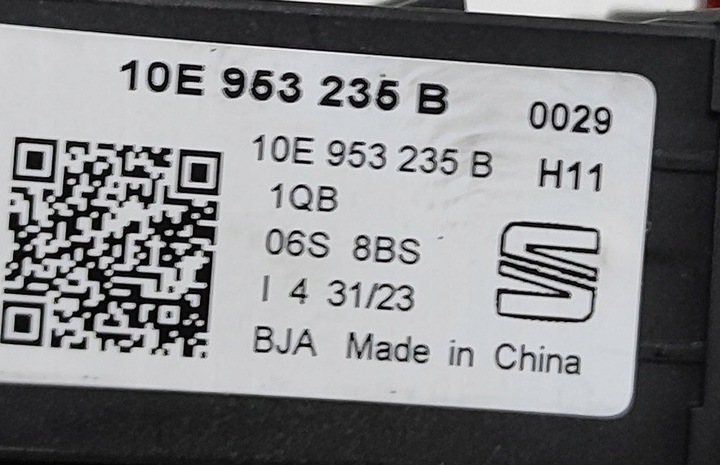 10E 953 235 B 0029
10E 953 235 B H11
1QB
06S 8BS
I 4 31/23
BJA Made in China